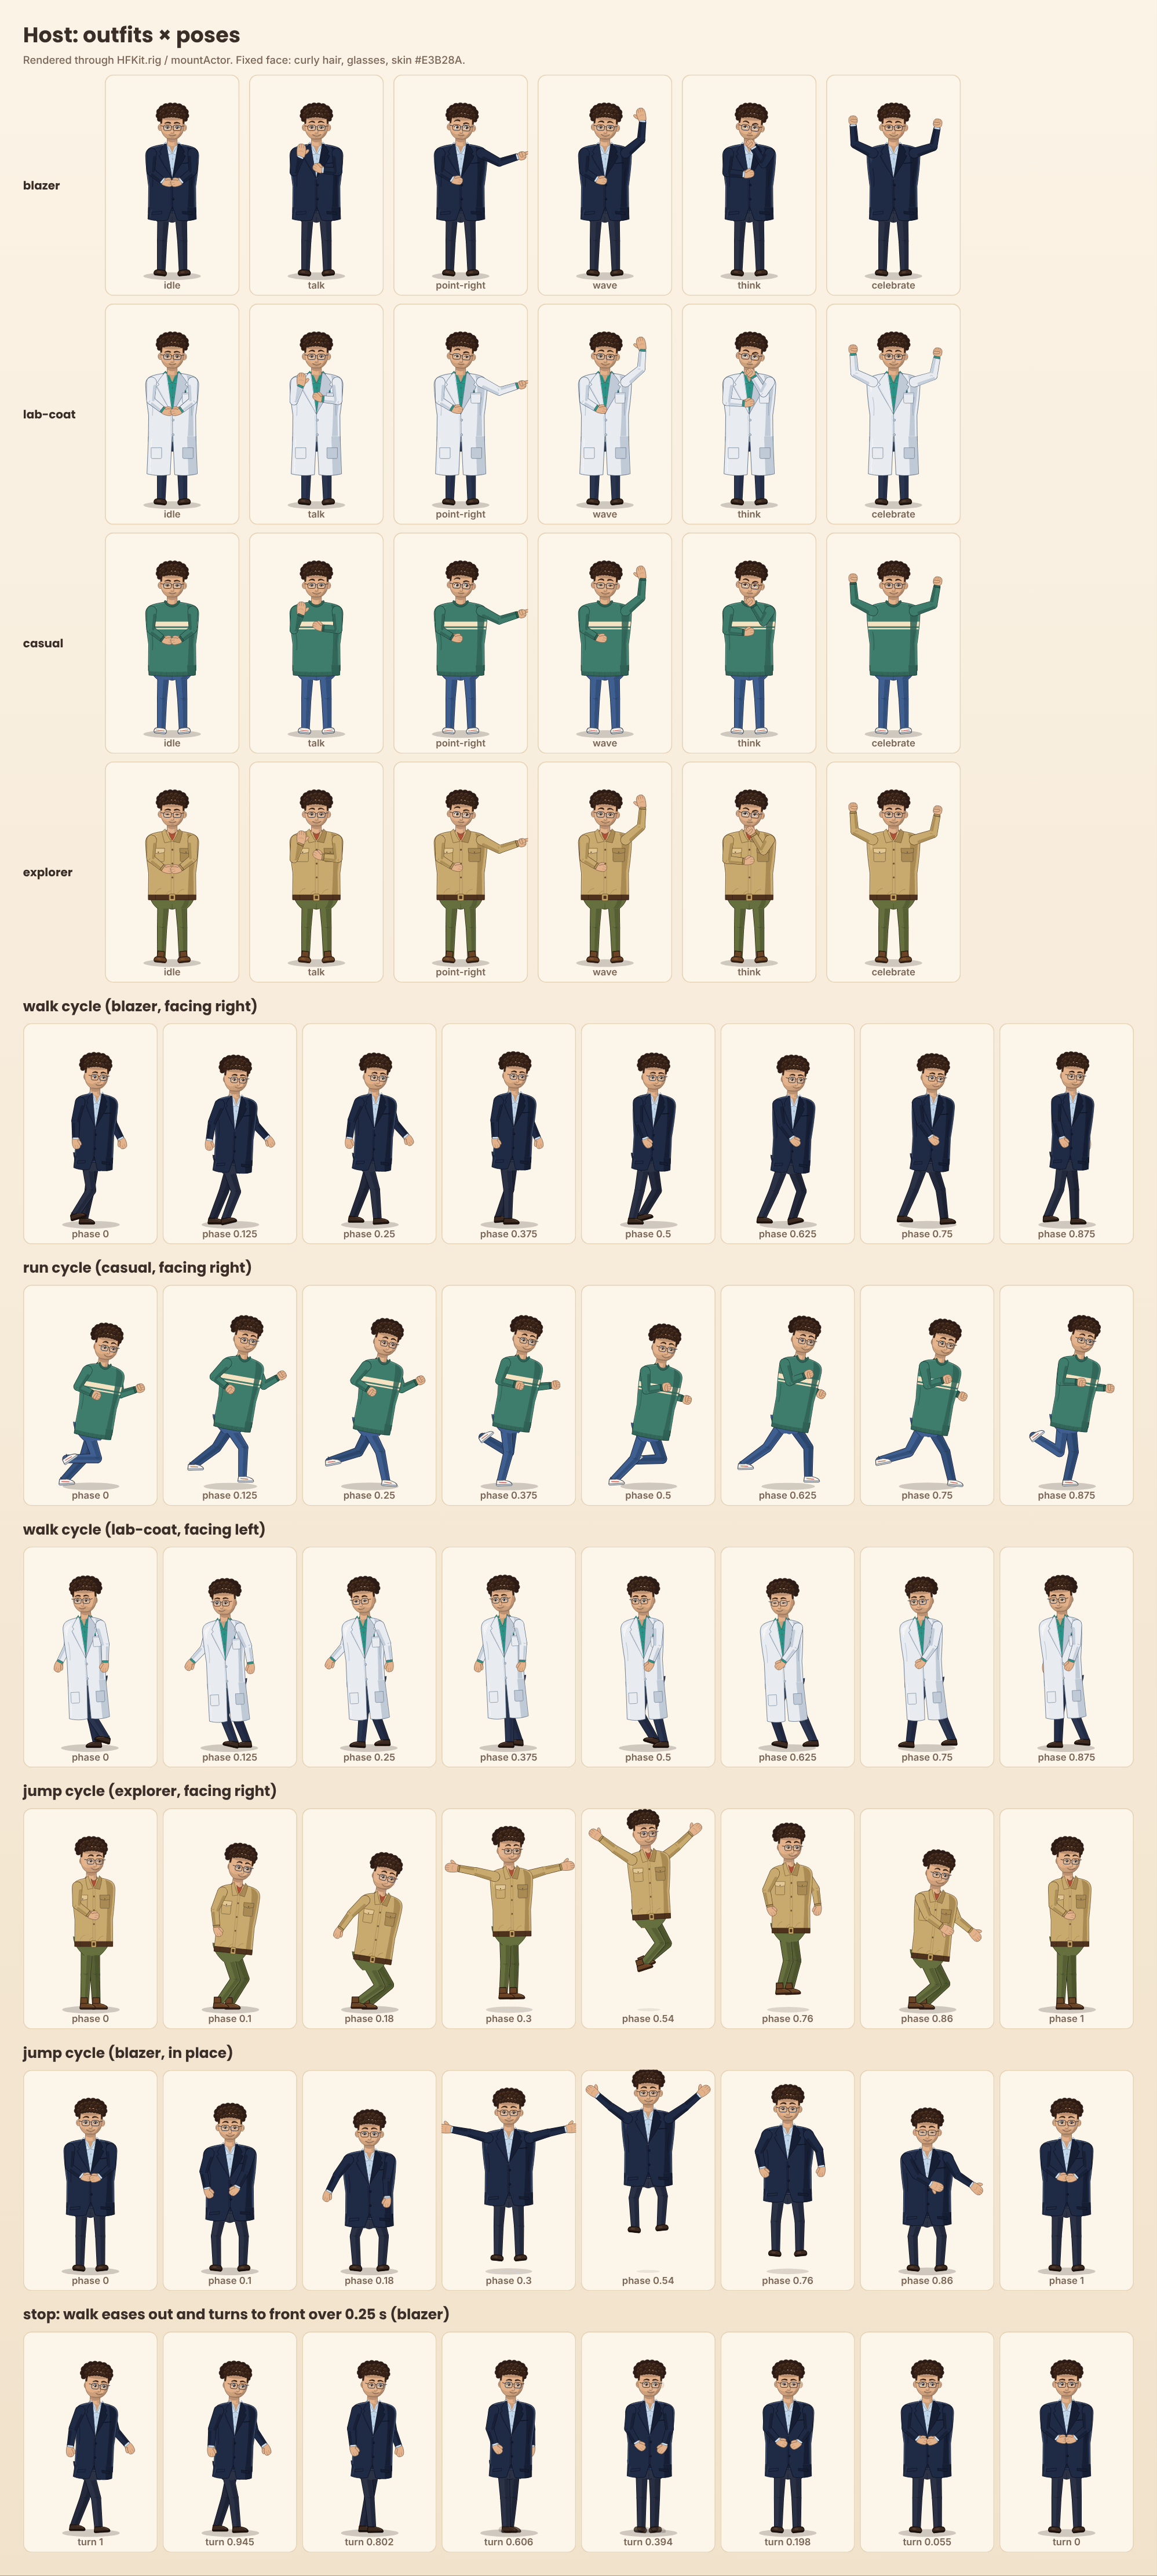 Host: outfits × poses
Rendered through HFKit.rig / mountActor. Fixed face: curly hair, glasses, skin #E3B28A.
blazer
idle talk point-right wave think celebrate
lab-coat
idle talk point-right wave think celebrate
casual
idle talk point-right wave think celebrate
explorer
idle talk point-right wave think celebrate
walk cycle (blazer, facing right)
phase 0 phase 0.125 phase 0.25 phase 0.375 phase 0.5 phase 0.625 phase 0.75 phase 0.875
run cycle (casual, facing right)
phase 0 phase 0.125 phase 0.25 phase 0.375 phase 0.5 phase 0.625 phase 0.75 phase 0.875
walk cycle (lab-coat, facing left)
phase 0 phase 0.125 phase 0.25 phase 0.375 phase 0.5 phase 0.625 phase 0.75 phase 0.875
jump cycle (explorer, facing right)
phase 0 phase 0.1 phase 0.18 phase 0.3 phase 0.54 phase 0.76 phase 0.86 phase 1
jump cycle (blazer, in place)
phase 0 phase 0.1 phase 0.18 phase 0.3 phase 0.54 phase 0.76 phase 0.86 phase 1
stop: walk eases out and turns to front over 0.25 s (blazer)
turn 1 turn 0.945 turn 0.802 turn 0.606 turn 0.394 turn 0.198 turn 0.055 turn 0